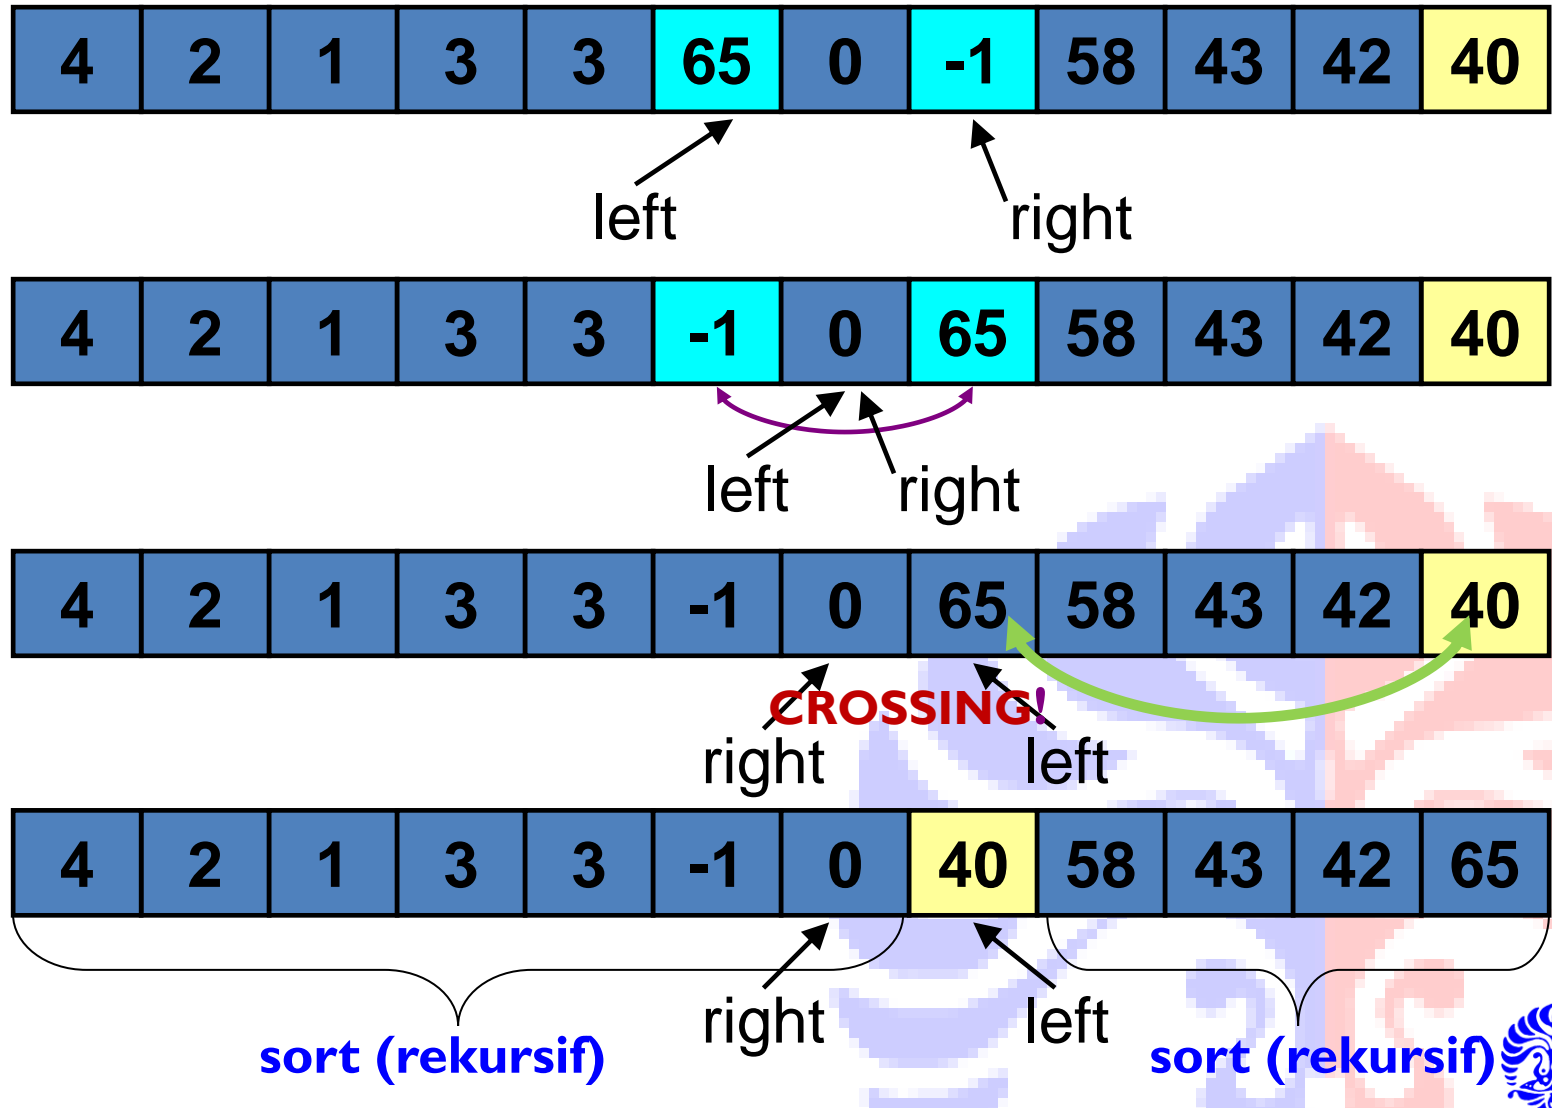 4 2 1 3 3 65 0 -1 58 43 42 40
left right
4 2 1 3 3 -1 0 65 58 43 42 40
left right
4 2 1 3 3 -1 0 65 58 43 42 40
CROSSING!
right left
4 2 1 3 3 -1 0 40 58 43 42 65
right left
sort (rekursif) sort (rekursif)